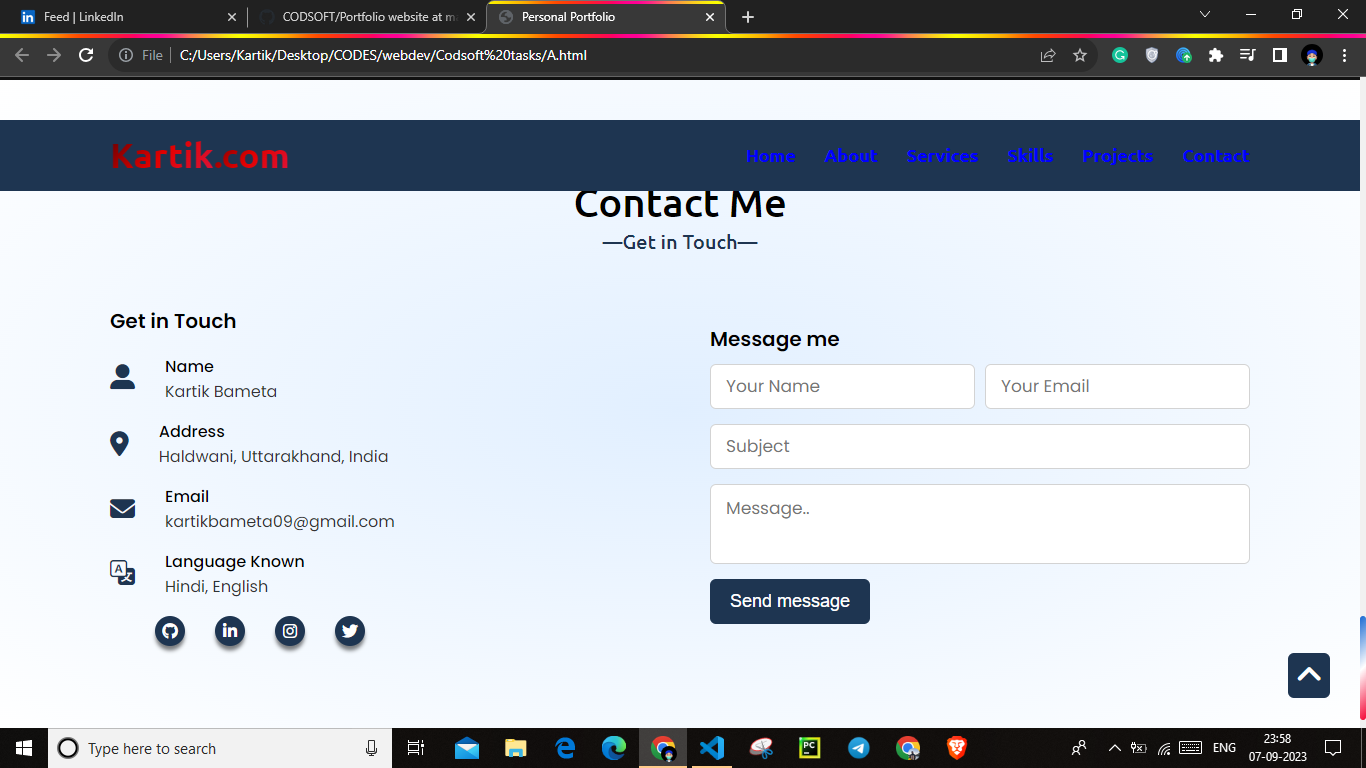 Feed | LinkedIn
CODSOFT/Portfolio website at ma
Personal Portfolio
File
C:/Users/Kartik/Desktop/CODES/webdev/Codsoft%20tasks/A.html
Kartik.com
Home About Services Skills Projects Contact
Contact Me
—Get in Touch—
Get in Touch
Name
Kartik Bameta
Address
Haldwani, Uttarakhand, India
Email
kartikbameta09@gmail.com
Language Known
Hindi, English
Message me
Your Name
Your Email
Subject
Message..
Send message
Type here to search
ENG
23:58
07-09-2023